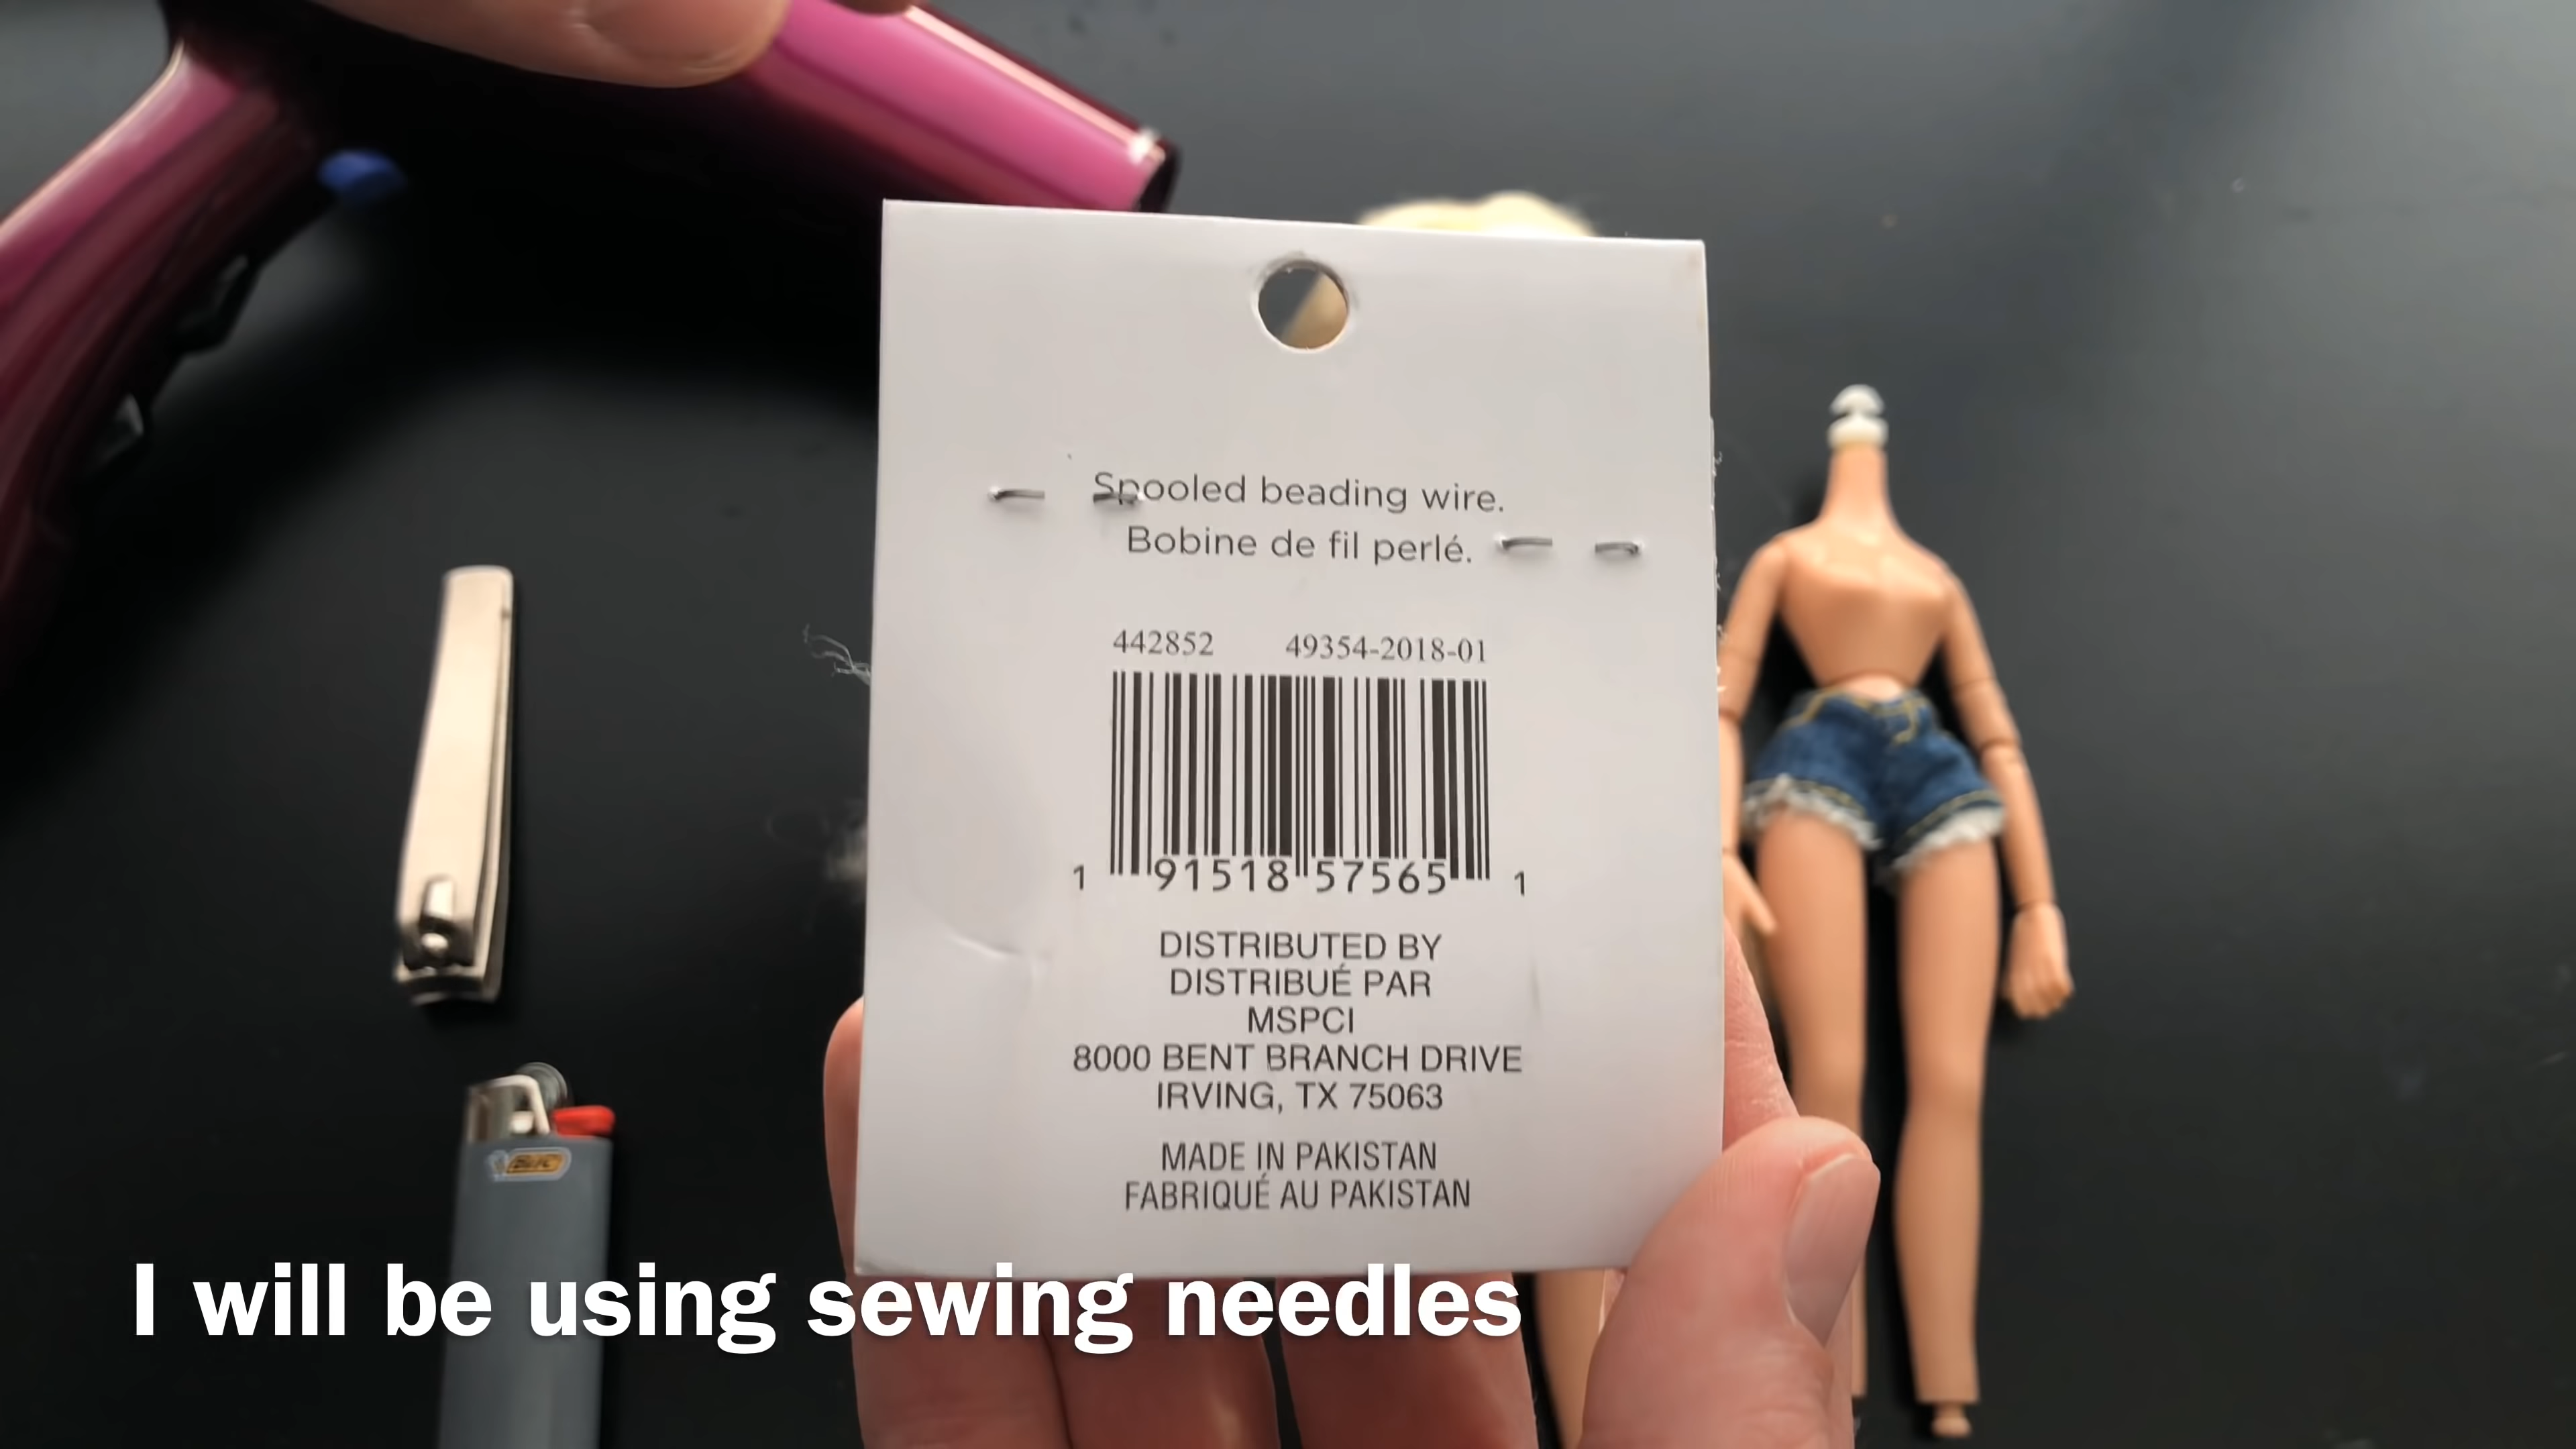 Spooled beading wire.
Bobine de fil perlé.
442852 49354-2018-01
1 91518 57565 1
DISTRIBUTED BY
DISTRIBUÉ PAR
MSPCI
8000 BENT BRANCH DRIVE
IRVING, TX 75063
MADE IN PAKISTAN
FABRIQUÉ AU PAKISTAN
BIC
I will be using sewing needles